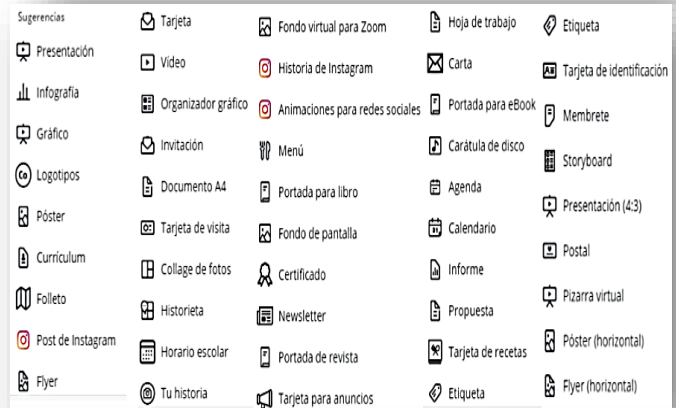 Sugerencias
Presentación
Infografía
Gráfico
Co
Logotipos
Póster
Currículum
Folleto
Post de Instagram
Flyer
Tarjeta
Vídeo
Organizador gráfico
Invitación
Documento A4
Tarjeta de visita
Collage de fotos
Historieta
Horario escolar
Tu historia
Fondo virtual para Zoom
Historia de Instagram
Animaciones para redes sociales
Menú
Portada para libro
Fondo de pantalla
Certificado
Newsletter
Portada de revista
Tarjeta para anuncios
Hoja de trabajo
Carta
Portada para eBook
Carátula de disco
Agenda
Calendario
Informe
Propuesta
Tarjeta de recetas
Etiqueta
Etiqueta
Tarjeta de identificación
Membrete
Storyboard
Presentación (4:3)
Postal
Pizarra virtual
Póster (horizontal)
Flyer (horizontal)